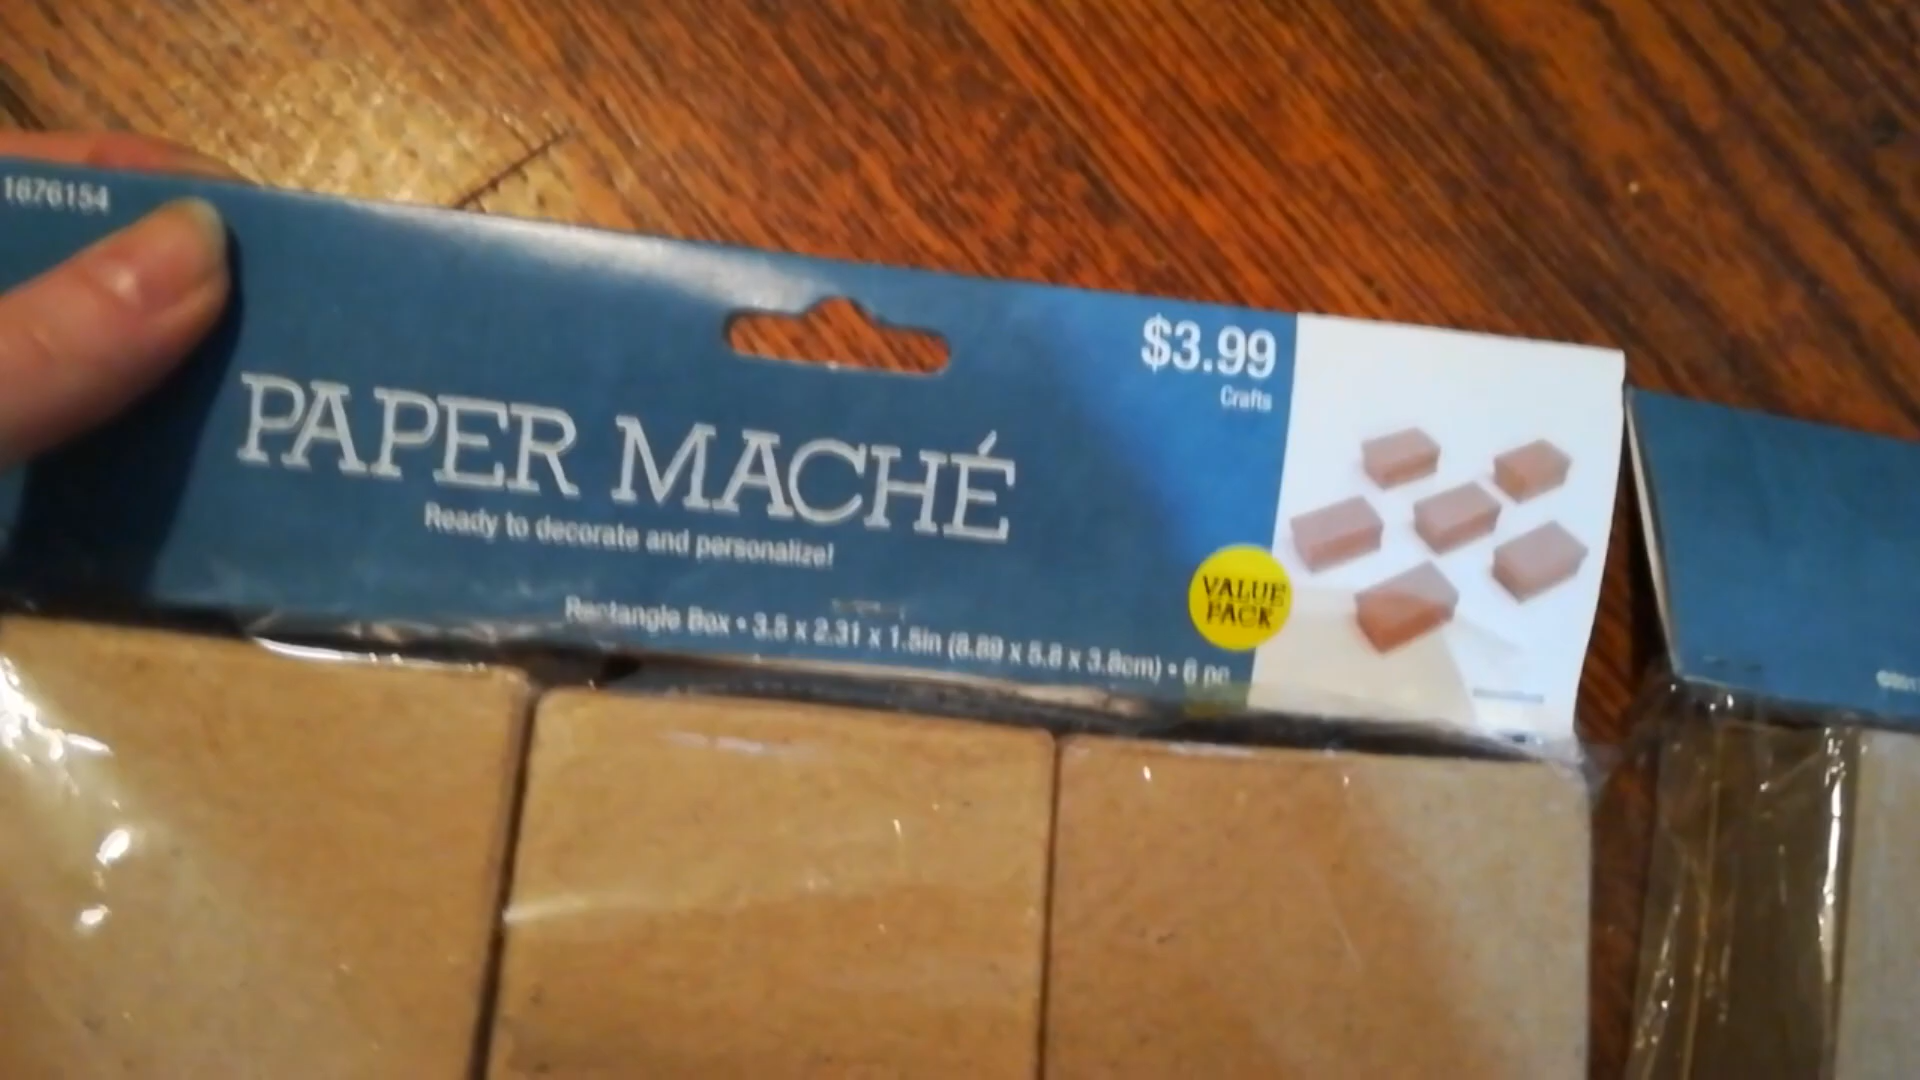 1676154
$3.99
Crafts
PAPER MACHÉ
Ready to decorate and personalize!
VALUE
PACK
Rectangle Box • 3.5 x 2.31 x 1.5in (8.89 x 5.8 x 3.8cm) • 6 pc